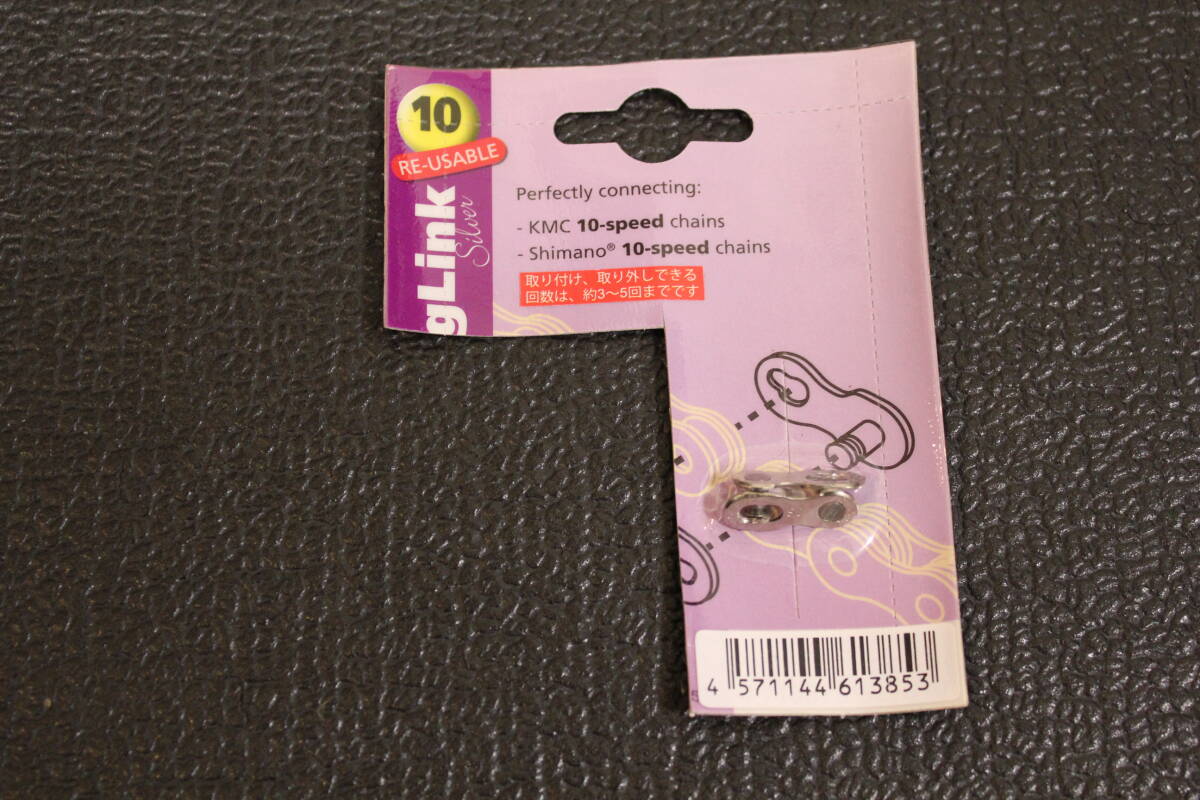 10
RE-USABLE
gLink
Silver
Perfectly connecting:
- KMC 10-speed chains
- Shimano® 10-speed chains
取り付け、取り外しできる
回数は、約3〜5回までです
4 571144 613853